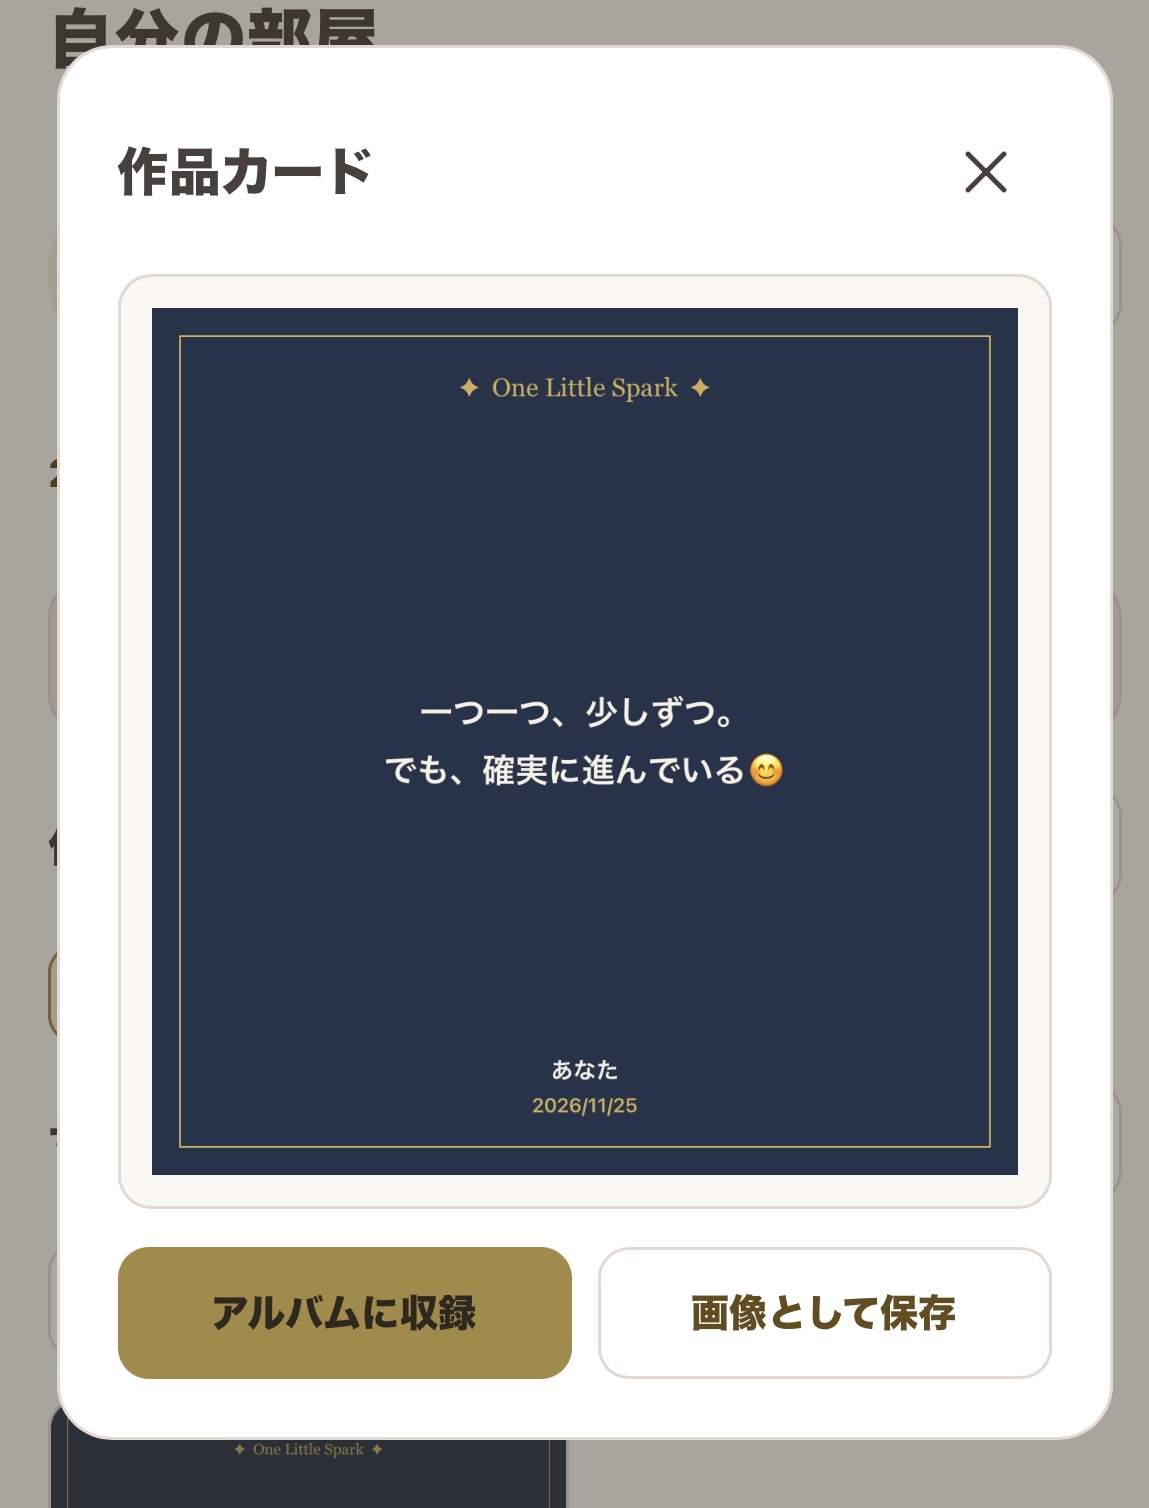 自分の部屋
作品カード
✦ One Little Spark ✦
一つ一つ、少しずつ。
でも、確実に進んでいる😊
あなた
2026/11/25
アルバムに収録
画像として保存
✦ One Little Spark ✦